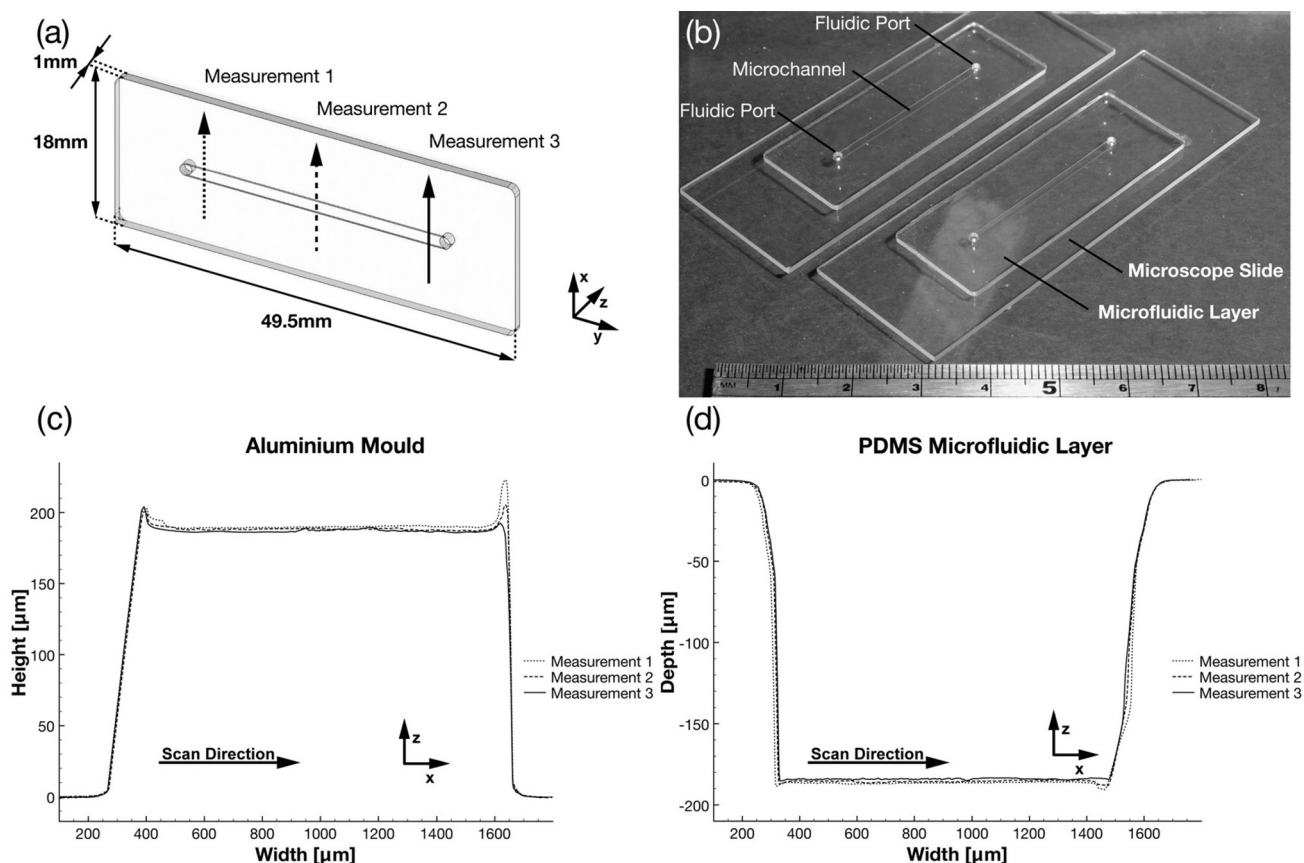 (a)
1mm
18mm
Measurement 1
Measurement 2
Measurement 3
49.5mm
x
z
y
(b)
Fluidic Port
Microchannel
Fluidic Port
Microscope Slide
Microfluidic Layer
MM 1 2 3 4 5 6 7 8
(c)
Aluminium Mould
Height [µm]
200
150
100
50
0
Measurement 1
Measurement 2
Measurement 3
Scan Direction
z
x
200 400 600 800 1000 1200 1400 1600
Width [µm]
(d)
PDMS Microfluidic Layer
Depth [µm]
0
-50
-100
-150
-200
Measurement 1
Measurement 2
Measurement 3
Scan Direction
z
x
200 400 600 800 1000 1200 1400 1600
Width [µm]